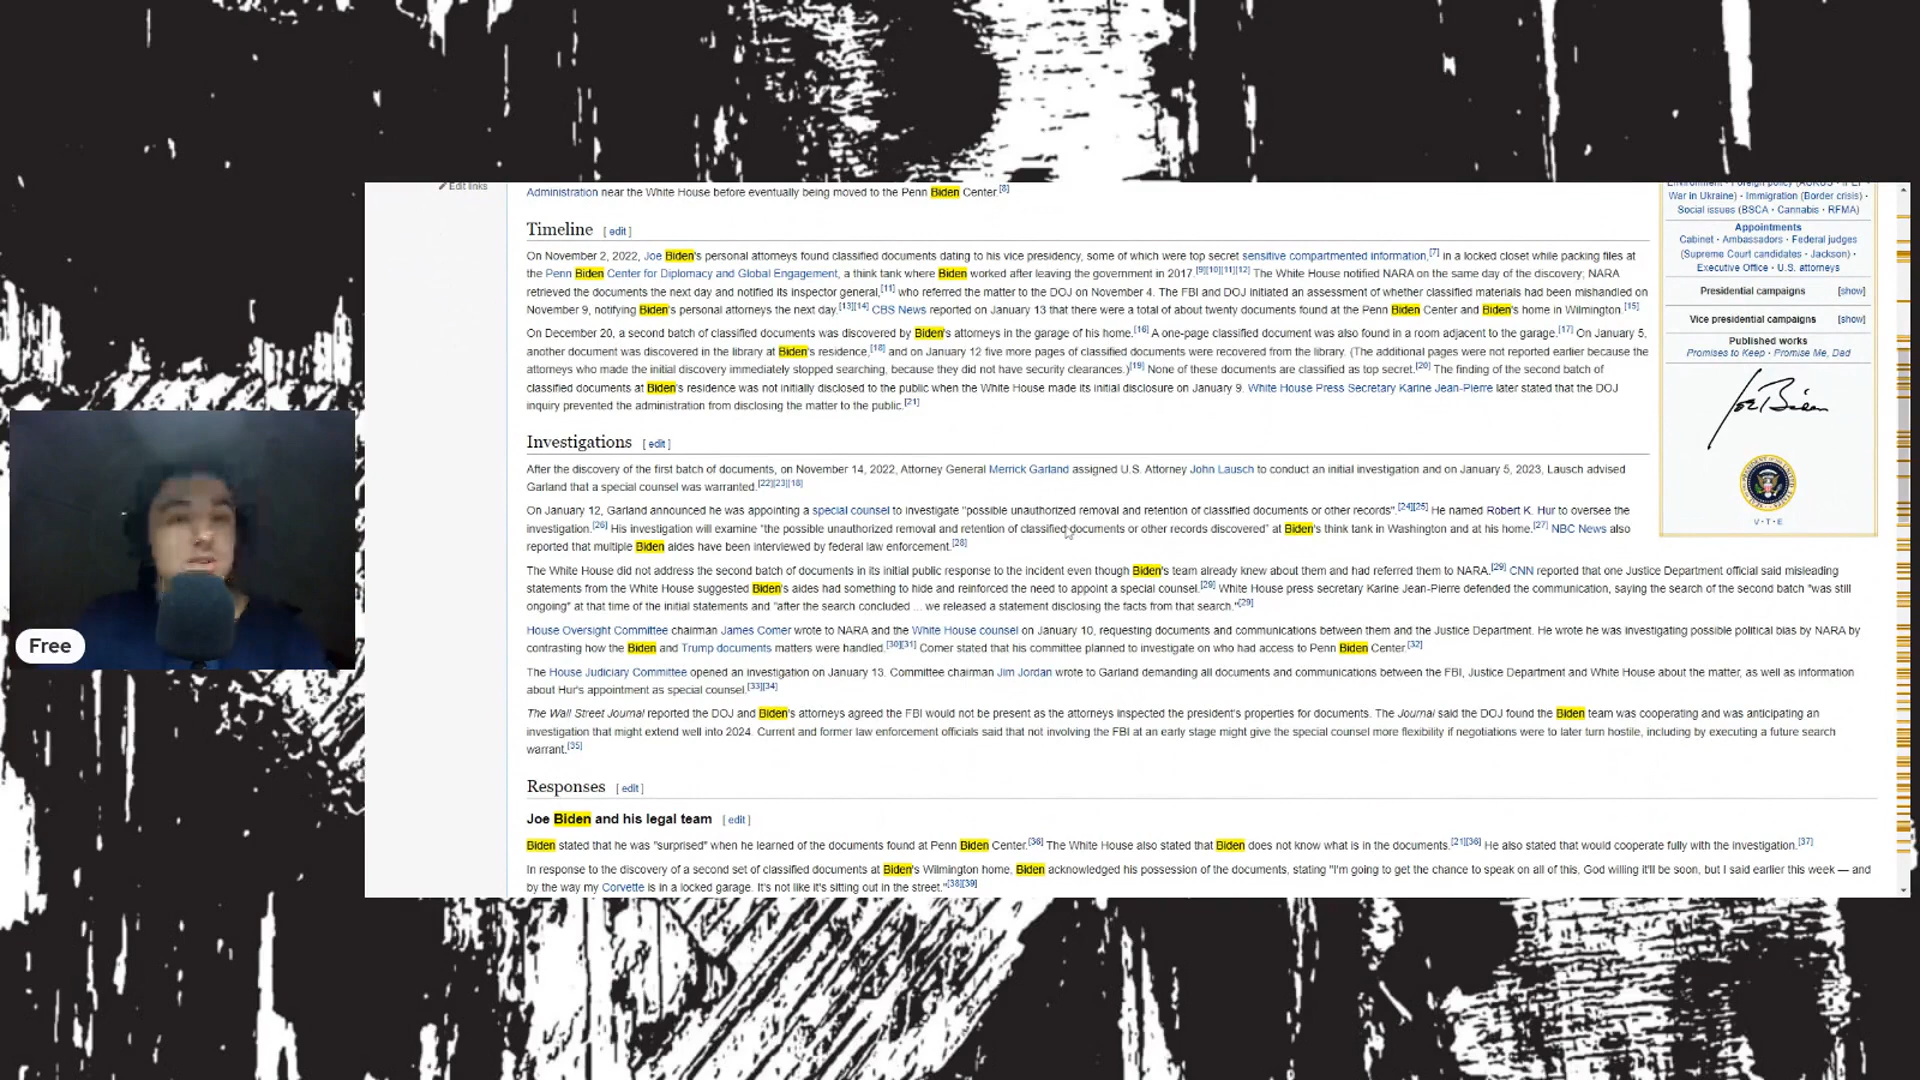 Edit links
Administration near the White House before eventually being moved to the Penn Biden Center.[8]
Timeline [ edit ]
On November 2, 2022, Joe Biden's personal attorneys found classified documents dating to his vice presidency, some of which were top secret sensitive compartmented information,[7] in a locked closet while packing files at
the Penn Biden Center for Diplomacy and Global Engagement, a think tank where Biden worked after leaving the government in 2017.[9][10][11][12] The White House notified NARA on the same day of the discovery; NARA
retrieved the documents the next day and notified its inspector general,[11] who referred the matter to the DOJ on November 4. The FBI and DOJ initiated an assessment of whether classified materials had been mishandled on
November 9, notifying Biden's personal attorneys the next day.[13][14] CBS News reported on January 13 that there were a total of about twenty documents found at the Penn Biden Center and Biden's home in Wilmington.[15]
On December 20, a second batch of classified documents was discovered by Biden's attorneys in the garage of his home.[16] A one-page classified document was also found in a room adjacent to the garage.[17] On January 5,
another document was discovered in the library at Biden's residence,[18] and on January 12 five more pages of classified documents were recovered from the library. (The additional pages were not reported earlier because the
attorneys who made the initial discovery immediately stopped searching, because they did not have security clearances.)[19] None of these documents are classified as top secret.[20] The finding of the second batch of
classified documents at Biden's residence was not initially disclosed to the public when the White House made its initial disclosure on January 9. White House Press Secretary Karine Jean-Pierre later stated that the DOJ
inquiry prevented the administration from disclosing the matter to the public.[21]
Investigations [ edit ]
After the discovery of the first batch of documents, on November 14, 2022, Attorney General Merrick Garland assigned U.S. Attorney John Lausch to conduct an initial investigation and on January 5, 2023, Lausch advised
Garland that a special counsel was warranted.[22][23][18]
On January 12, Garland announced he was appointing a special counsel to investigate "possible unauthorized removal and retention of classified documents or other records".[24][25] He named Robert K. Hur to oversee the
investigation.[26] His investigation will examine "the possible unauthorized removal and retention of classified documents or other records discovered" at Biden's think tank in Washington and at his home.[27] NBC News also
reported that multiple Biden aides have been interviewed by federal law enforcement.[28]
The White House did not address the second batch of documents in its initial public response to the incident even though Biden's team already knew about them and had referred them to NARA.[29] CNN reported that one Justice Department official said misleading
statements from the White House suggested Biden's aides had something to hide and reinforced the need to appoint a special counsel.[29] White House press secretary Karine Jean-Pierre defended the communication, saying the search of the second batch "was still
ongoing" at that time of the initial statements and "after the search concluded ... we released a statement disclosing the facts from that search."[29]
House Oversight Committee chairman James Comer wrote to NARA and the White House counsel on January 10, requesting documents and communications between them and the Justice Department. He wrote he was investigating possible political bias by NARA by
contrasting how the Biden and Trump documents matters were handled.[30][31] Comer stated that his committee planned to investigate on who had access to Penn Biden Center.[32]
The House Judiciary Committee opened an investigation on January 13. Committee chairman Jim Jordan wrote to Garland demanding all documents and communications between the FBI, Justice Department and White House about the matter, as well as information
about Hur's appointment as special counsel.[33][34]
The Wall Street Journal reported the DOJ and Biden's attorneys agreed the FBI would not be present as the attorneys inspected the president's properties for documents. The Journal said the DOJ found the Biden team was cooperating and was anticipating an
investigation that might extend well into 2024. Current and former law enforcement officials said that not involving the FBI at an early stage might give the special counsel more flexibility if negotiations were to later turn hostile, including by executing a future search
warrant.[35]
Responses [ edit ]
Joe Biden and his legal team [ edit ]
Biden stated that he was "surprised" when he learned of the documents found at Penn Biden Center.[36] The White House also stated that Biden does not know what is in the documents.[21][36] He also stated that would cooperate fully with the investigation.[37]
In response to the discovery of a second set of classified documents at Biden's Wilmington home, Biden acknowledged his possession of the documents, stating "I'm going to get the chance to speak on all of this, God willing it'll be soon, but I said earlier this week — and
by the way my Corvette is in a locked garage. It's not like it's sitting out in the street."[38][39]
War in Ukraine) · Immigration (Border crisis) ·
Social issues (BSCA · Cannabis · RFMA)
Appointments
Cabinet · Ambassadors · Federal judges
(Supreme Court candidates · Jackson) ·
Executive Office · U.S. attorneys
Presidential campaigns [show]
Vice presidential campaigns [show]
Published works
Promises to Keep · Promise Me, Dad
Joe Biden
V · T · E
Free